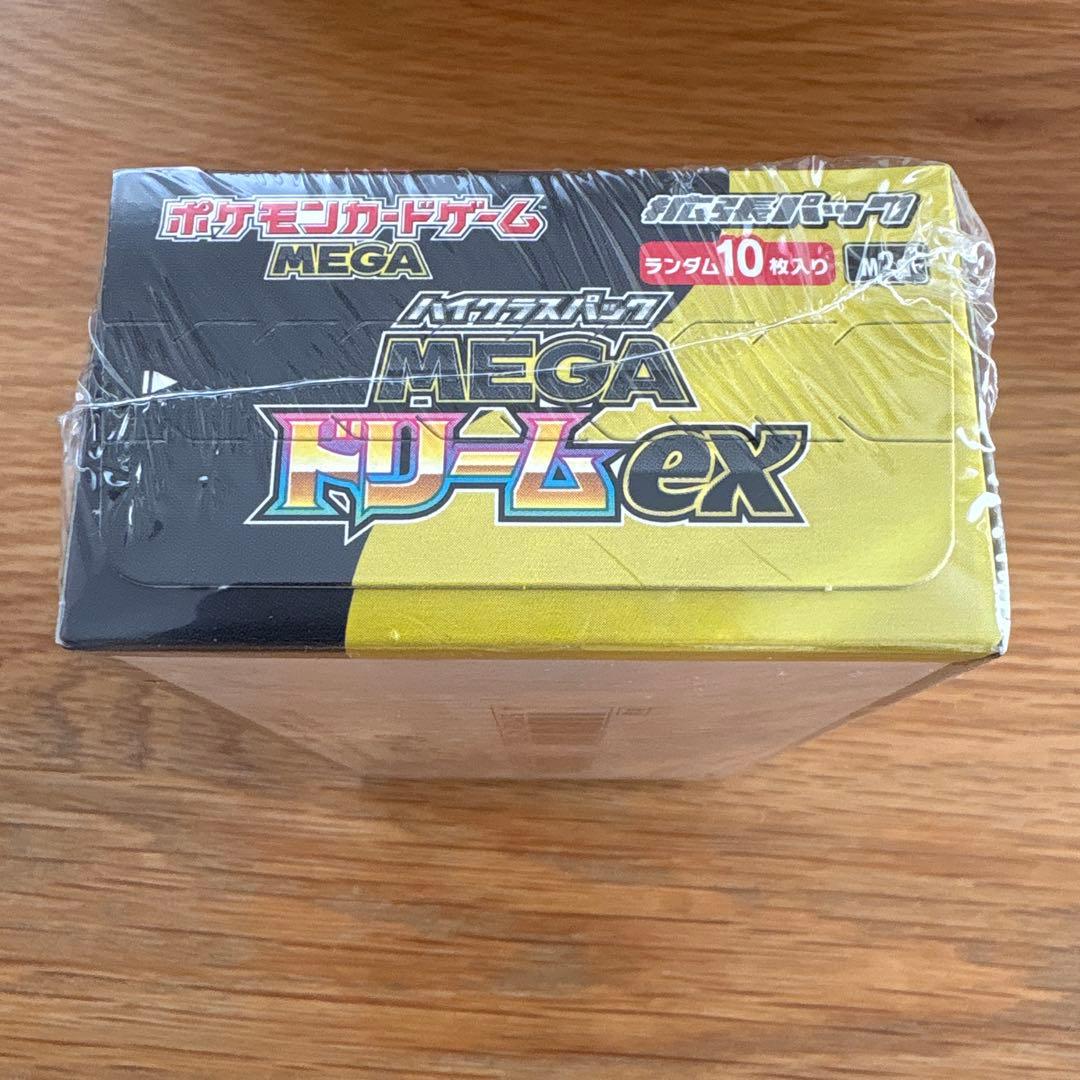 ポケモンカードゲーム
MEGA
拡張パック
ランダム10枚入り
ハイクラスパック
MEGA
ドリームex